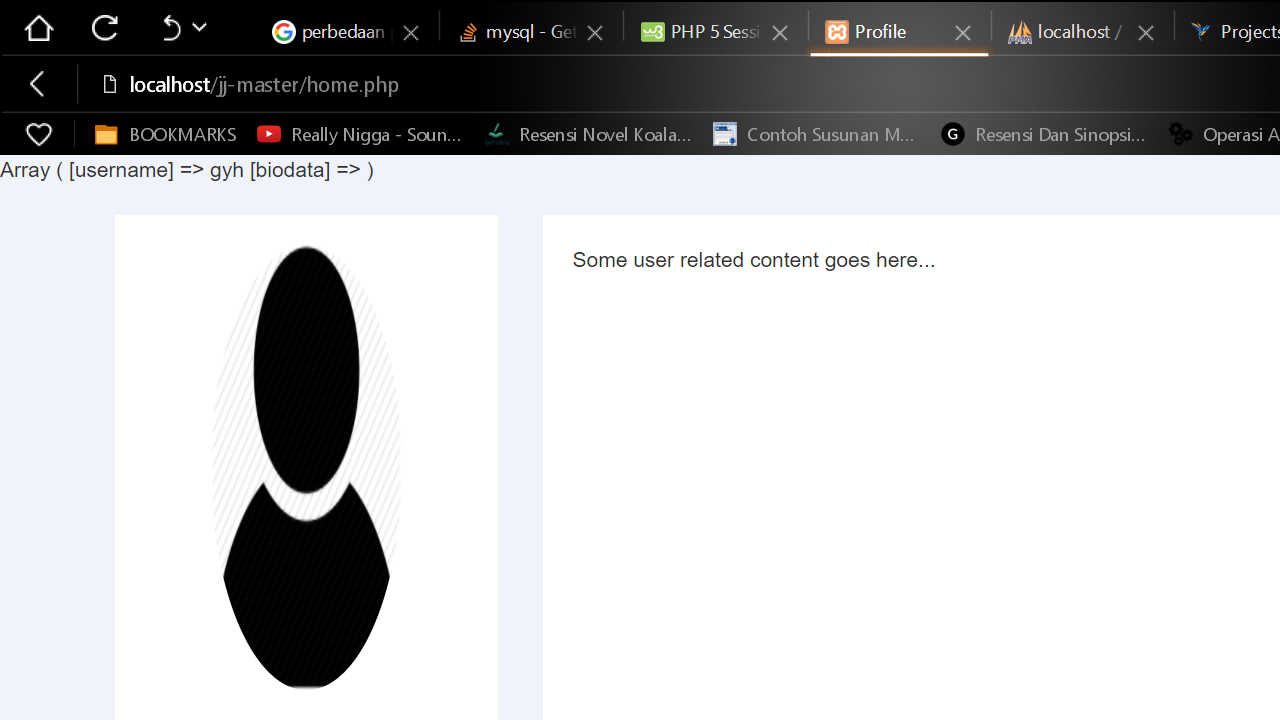 perbedaan
mysql - Get
PHP 5 Sessi
Profile
localhost /
Projects
localhost/jj-master/home.php
BOOKMARKS
Really Nigga - Soun...
Resensi Novel Koala...
Contoh Susunan M...
G
Resensi Dan Sinopsi...
Operasi A
Array ( [username] => gyh [biodata] => )
Some user related content goes here...